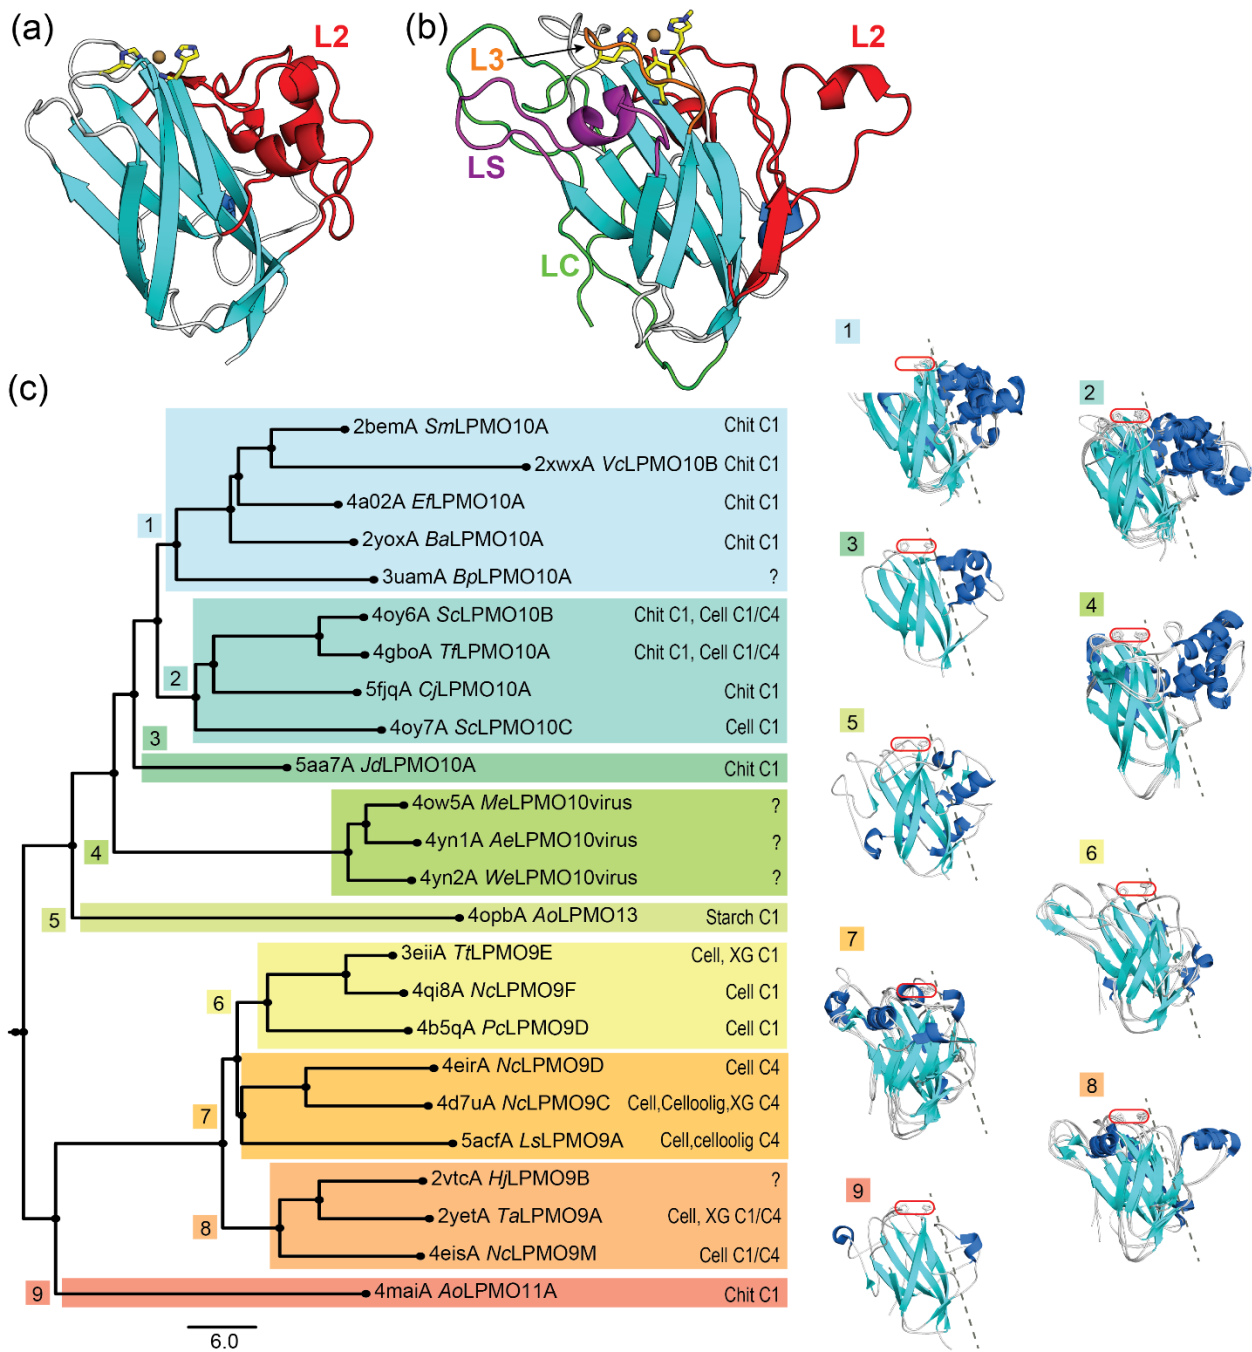 (a)
L2
(b)
L3
L2
LS
LC
(c)
2bemA SmLPMO10A Chit C1
2xwxA VcLPMO10B Chit C1
4a02A EfLPMO10A Chit C1
1
2yoxA BaLPMO10A Chit C1
3uamA BpLPMO10A ?
4oy6A ScLPMO10B Chit C1, Cell C1/C4
4gboA TfLPMO10A Chit C1, Cell C1/C4
2
5fjqA CjLPMO10A Chit C1
4oy7A ScLPMO10C Cell C1
3
5aa7A JdLPMO10A Chit C1
4ow5A MeLPMO10virus ?
4yn1A AeLPMO10virus ?
4
4yn2A WeLPMO10virus ?
5
4opbA AoLPMO13 Starch C1
3eiiA TtLPMO9E Cell, XG C1
6
4qi8A NcLPMO9F Cell C1
4b5qA PcLPMO9D Cell C1
4eirA NcLPMO9D Cell C4
7
4d7uA NcLPMO9C Cell,Celloolig,XG C4
5acfA LsLPMO9A Cell,celloolig C4
2vtcA HjLPMO9B ?
8
2yetA TaLPMO9A Cell, XG C1/C4
4eisA NcLPMO9M Cell C1/C4
9
4maiA AoLPMO11A Chit C1
6.0
1
2
3
4
5
6
7
8
9